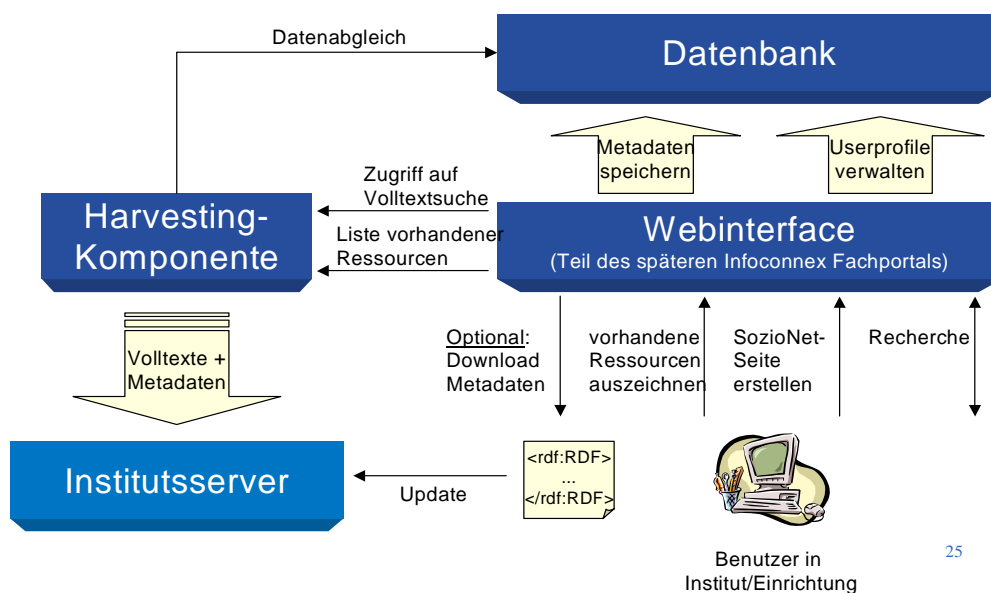 Datenabgleich
Datenbank
Metadaten
speichern
Userprofile
verwalten
Zugriff auf
Volltextsuche
Harvesting-
Komponente
Liste vorhandener
Ressourcen
Webinterface
(Teil des späteren Infoconnex Fachportals)
Optional:
Download
Metadaten
vorhandene
Ressourcen
auszeichnen
SozioNet-
Seite
erstellen
Recherche
Volltexte +
Metadaten
Institutsserver
Update
<rdf:RDF>
...
</rdf:RDF>
Benutzer in
Institut/Einrichtung
25